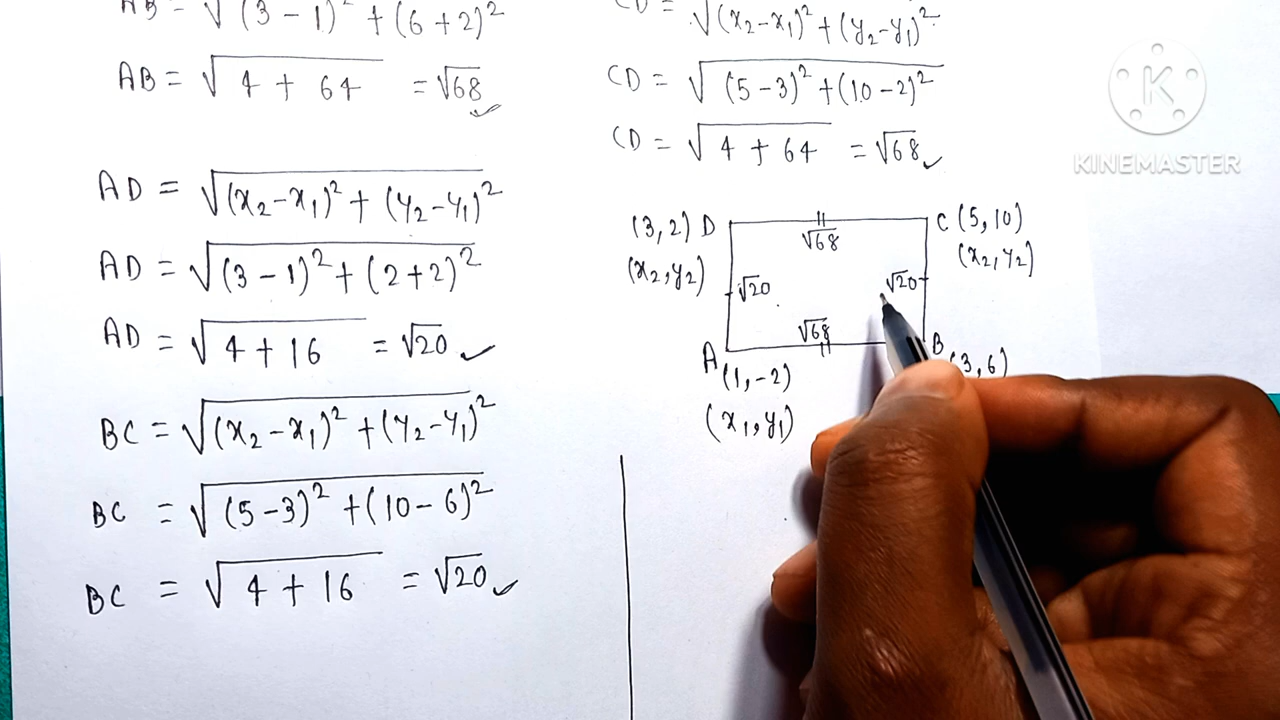 AB = √(3-1)² + (6+2)²
AB = √4 + 64 = √68
AD = √(x₂-x₁)² + (y₂-y₁)²
AD = √(3-1)² + (2+2)²
AD = √4 + 16 = √20
BC = √(x₂-x₁)² + (y₂-y₁)²
BC = √(5-3)² + (10-6)²
BC = √4 + 16 = √20
CD = √(x₂-x₁)² + (y₂-y₁)²
CD = √(5-3)² + (10-2)²
CD = √4 + 64 = √68
(3,2) D
C (5,10)
√68
(x₂,y₂)
(x₂,y₂)
√20
√20
√68
A
B
(1,-2)
(3,6)
(x₁,y₁)
K
KINEMASTER